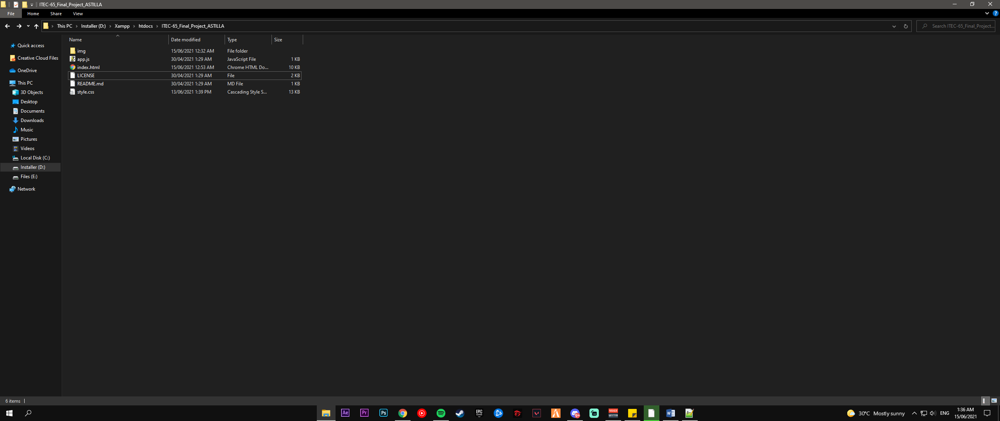 ITEC-65_Final_Project_ASTILLA
File Home Share View
This PC Installer (D:) Xampp htdocs ITEC-65_Final_Project_ASTILLA
Search ITEC-65_Final_Project...
Name Date modified Type Size
img 15/06/2021 12:32 AM File folder
app.js 30/04/2021 1:29 AM JavaScript File 1 KB
index.html 15/06/2021 12:53 AM Chrome HTML Do... 10 KB
LICENSE 30/04/2021 1:29 AM File 2 KB
README.md 30/04/2021 1:29 AM MD File 1 KB
style.css 13/06/2021 1:39 PM Cascading Style S... 13 KB
Quick access
Creative Cloud Files
OneDrive
This PC
3D Objects
Desktop
Documents
Downloads
Music
Pictures
Videos
Local Disk (C:)
Installer (D:)
Files (E:)
Network
6 items
Ae Pr Ps EPIC GAMES 9+ VOICE MEETER
30°C Mostly sunny ENG 1:36 AM
15/06/2021